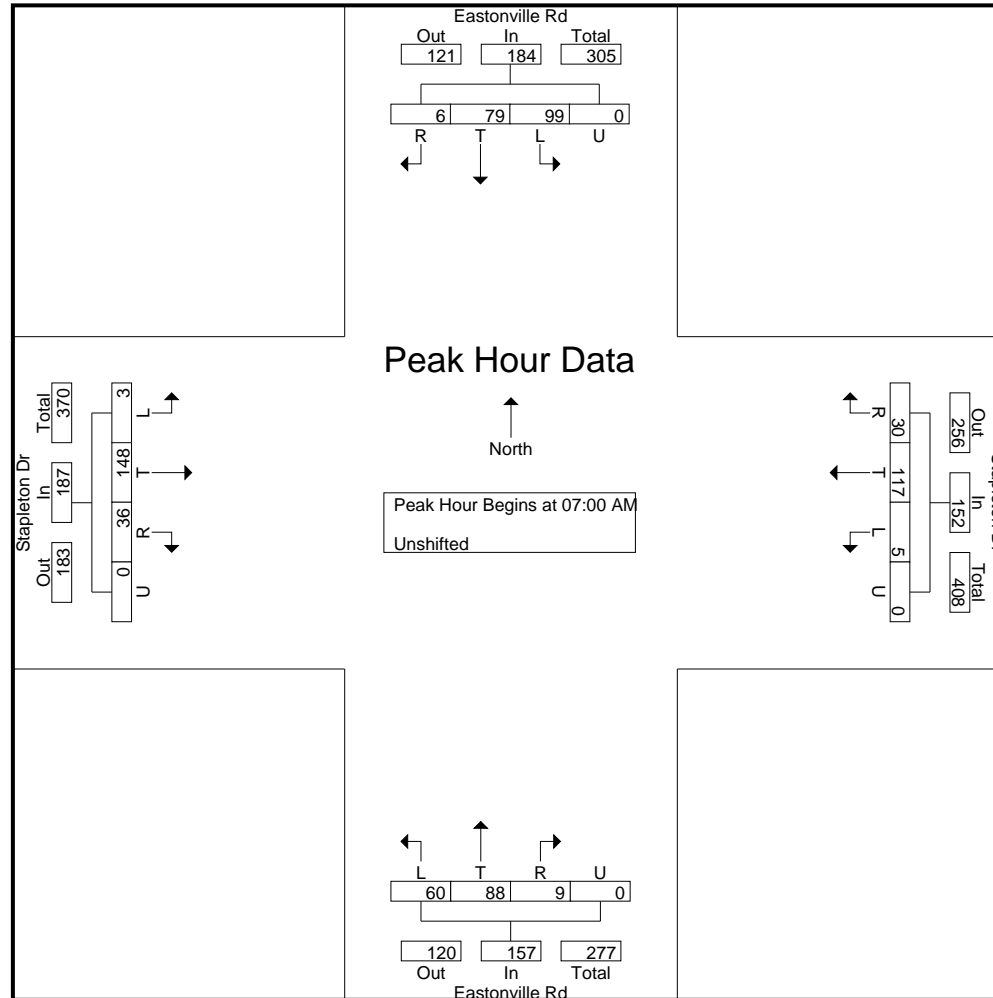 Eastonville Rd
Out In Total
121 184 305
6 79 99 0
R T L U
Peak Hour Data
North
Peak Hour Begins at 07:00 AM
Unshifted
Stapleton Dr
Total In Out
370 187 183
3 148 36 0
L T R U
Out In Total
256 152 408
30 117 5 0
R T L U
L T R U
60 88 9 0
120 157 277
Out In Total
Eastonville Rd